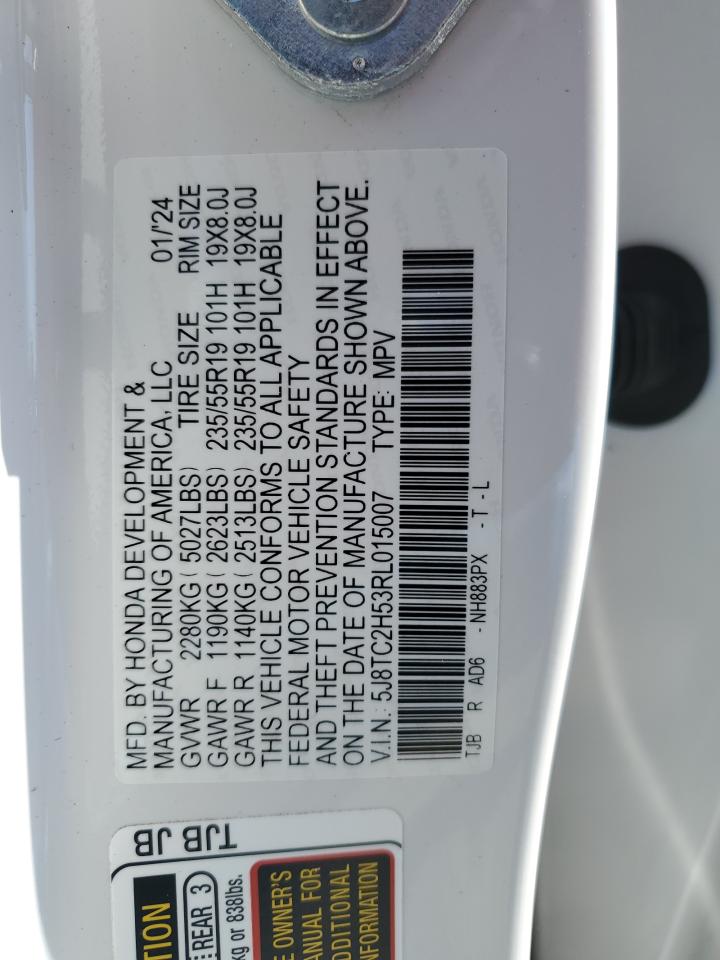 MFD. BY HONDA DEVELOPMENT &
MANUFACTURING OF AMERICA, LLC 01/'24
GVWR 2280KG ( 5027LBS) TIRE SIZE RIM SIZE
GAWR F 1190KG ( 2623LBS) 235/55R19 101H 19X8.0J
GAWR R 1140KG ( 2513LBS) 235/55R19 101H 19X8.0J
THIS VEHICLE CONFORMS TO ALL APPLICABLE
FEDERAL MOTOR VEHICLE SAFETY
AND THEFT PREVENTION STANDARDS IN EFFECT
ON THE DATE OF MANUFACTURE SHOWN ABOVE.
V.I.N.: 5J8TC2H53RL015007 TYPE: MPV
TJB R AD6 - NH883PX - T - L
TJB JB
TION
REAR 3
kg or 838lbs.
E OWNER'S
ANUAL FOR
DDITIONAL
NFORMATION